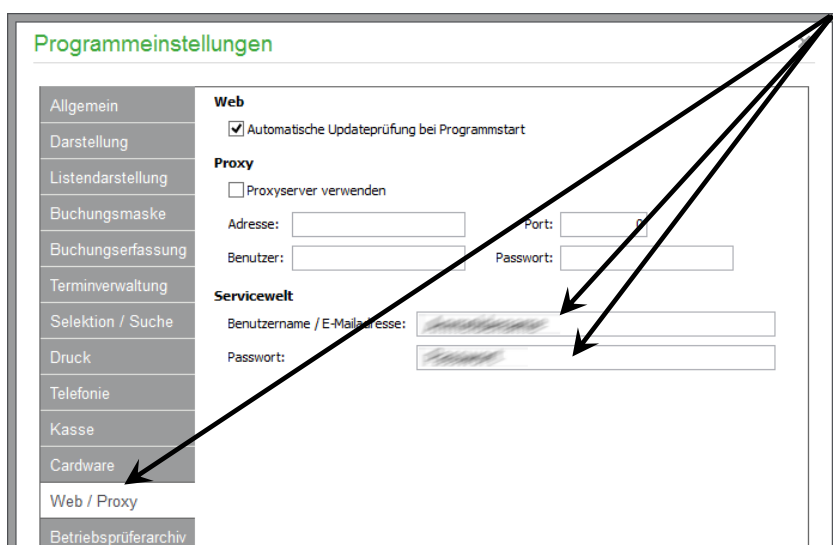 Programmeinstellungen
Allgemein
Darstellung
Listendarstellung
Buchungsmaske
Buchungserfassung
Terminverwaltung
Selektion / Suche
Druck
Telefonie
Kasse
Cardware
Web / Proxy
Betriebsprüferarchiv
Web
Automatische Updateprüfung bei Programmstart
Proxy
Proxyserver verwenden
Adresse: Port: 0
Benutzer: Passwort:
Servicewelt
Benutzername / E-Mailadresse:
Passwort: